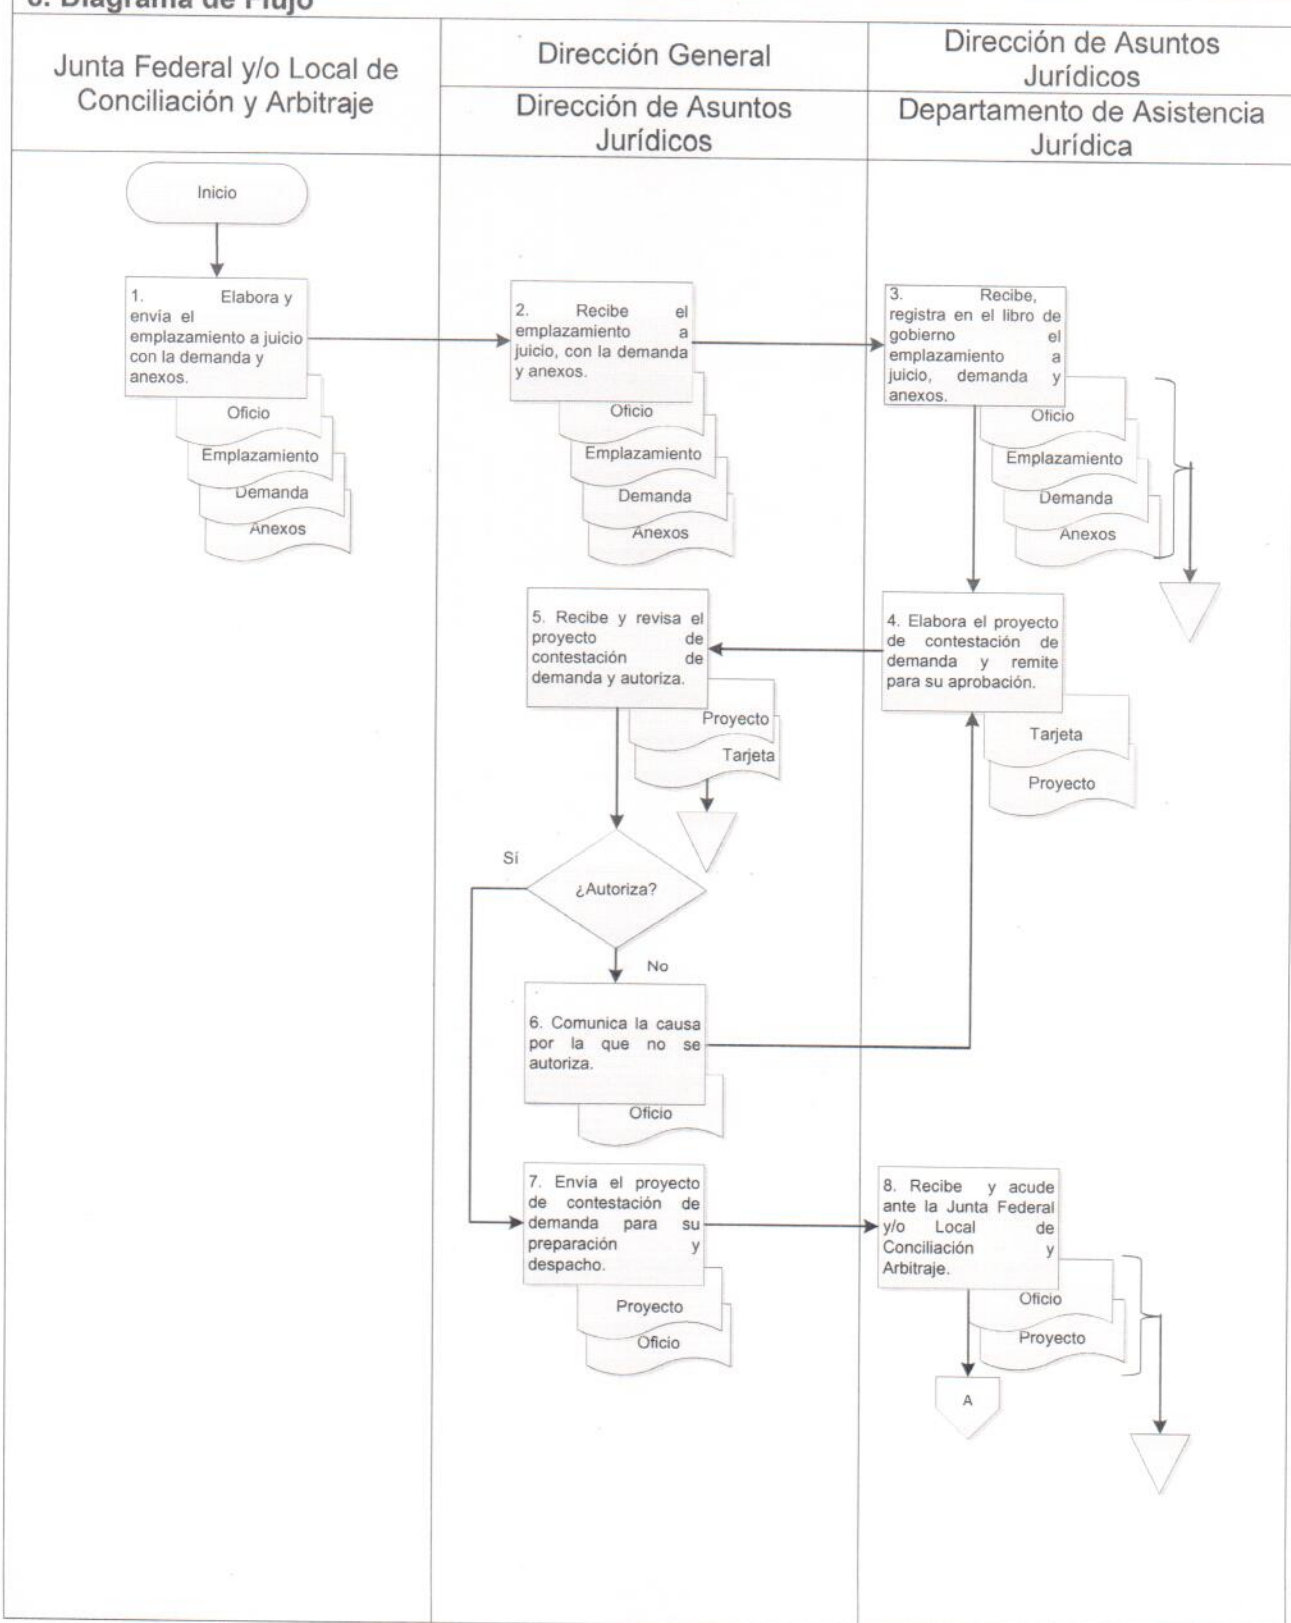 6. Diagrama de Flujo
Junta Federal y/o Local de
Conciliación y Arbitraje
Dirección General
Dirección de Asuntos
Jurídicos
Dirección de Asuntos
Jurídicos
Departamento de Asistencia
Jurídica
Inicio
1. Elabora y
envía el
emplazamiento a juicio
con la demanda y
anexos.
Oficio
Emplazamiento
Demanda
Anexos
2. Recibe el
emplazamiento a
juicio, con la demanda
y anexos.
Oficio
Emplazamiento
Demanda
Anexos
3. Recibe,
registra en el libro de
gobierno el
emplazamiento a
juicio, demanda y
anexos.
Oficio
Emplazamiento
Demanda
Anexos
4. Elabora el proyecto
de contestación de
demanda y remite
para su aprobación.
Tarjeta
Proyecto
5. Recibe y revisa el
proyecto de
contestación de
demanda y autoriza.
Proyecto
Tarjeta
Sí
¿Autoriza?
No
6. Comunica la causa
por la que no se
autoriza.
Oficio
7. Envía el proyecto
de contestación de
demanda para su
preparación y
despacho.
Proyecto
Oficio
8. Recibe y acude
ante la Junta Federal
y/o Local de
Conciliación y
Arbitraje.
Oficio
Proyecto
A